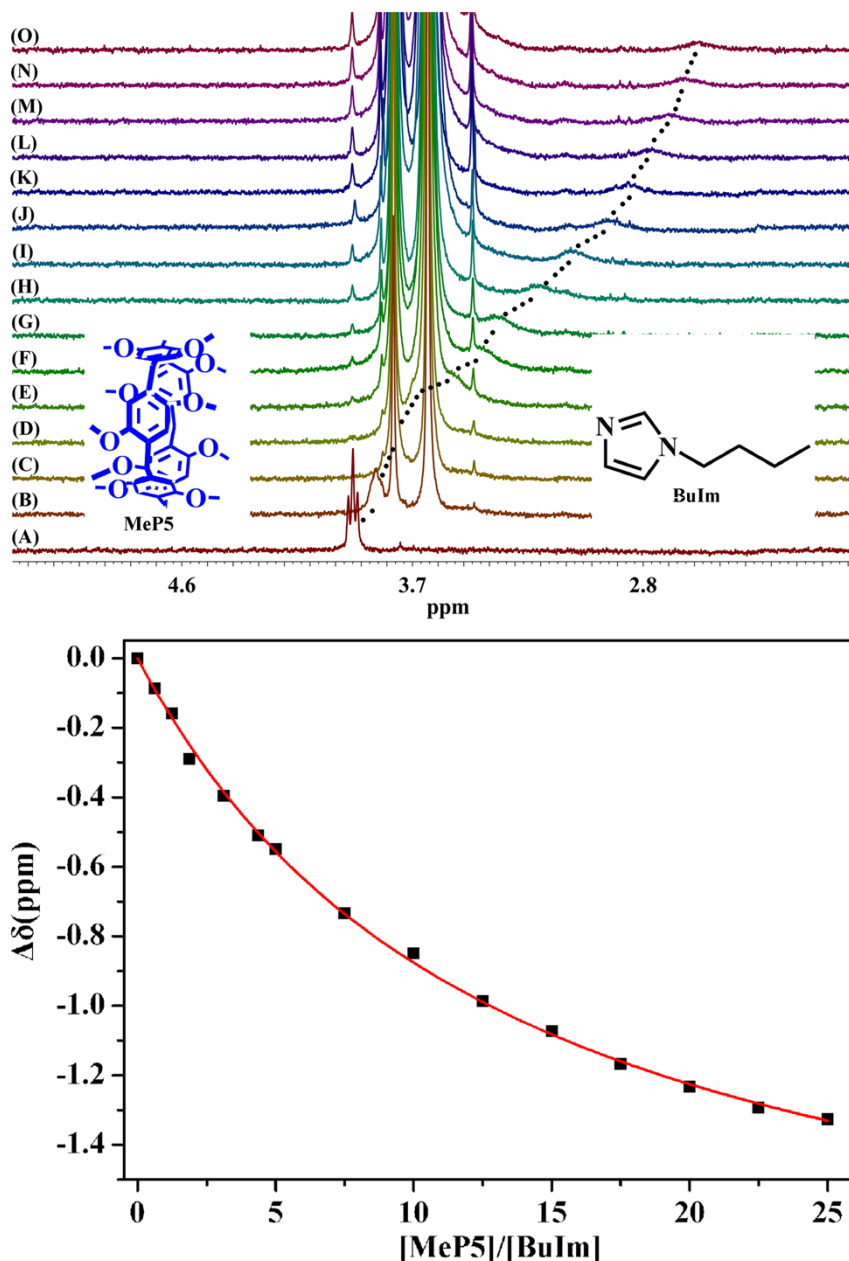 (O)
(N)
(M)
(L)
(K)
(J)
(I)
(H)
(G)
(F)
(E)
(D)
(C)
(B)
(A)
O
O
O
O
O
O
O
O
O
O
MeP5
N
N
BuIm
4.6 3.7 2.8
ppm
0.0
-0.2
-0.4
-0.6
-0.8
-1.0
-1.2
-1.4
Δδ(ppm)
0 5 10 15 20 25
[MeP5]/[BuIm]